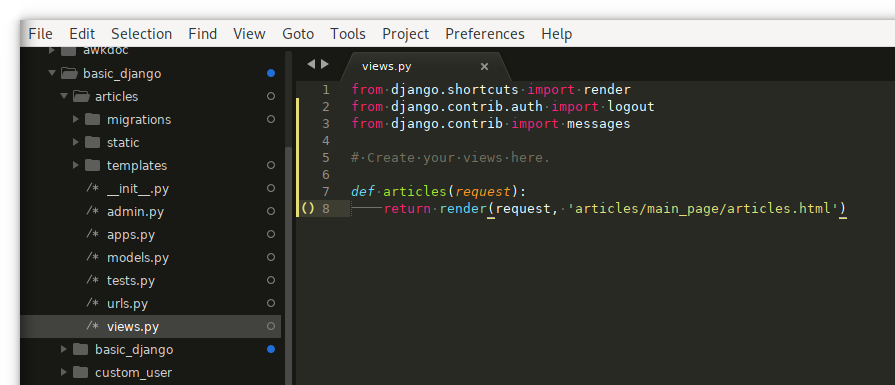 File Edit Selection Find View Goto Tools Project Preferences Help
awkdoc
basic_django
articles
migrations
static
templates
/* __init__.py
/* admin.py
/* apps.py
/* models.py
/* tests.py
/* urls.py
/* views.py
basic_django
custom_user
views.py ×
1 from django.shortcuts import render
2 from django.contrib.auth import logout
3 from django.contrib import messages
4
5 # Create your views here.
6
7 def articles(request):
() 8 return render(request, 'articles/main_page/articles.html')